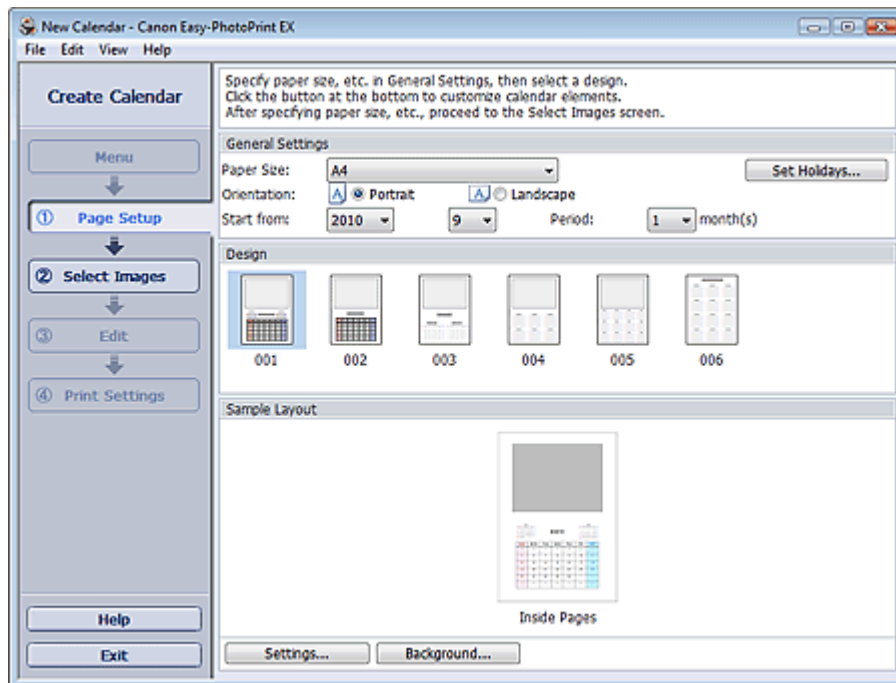 New Calendar - Canon Easy-PhotoPrint EX
File Edit View Help
Create Calendar
Menu
① Page Setup
② Select Images
③ Edit
④ Print Settings
Help
Exit
Specify paper size, etc. in General Settings, then select a design.
Click the button at the bottom to customize calendar elements.
After specifying paper size, etc., proceed to the Select Images screen.
General Settings
Paper Size: A4 Set Holidays...
Orientation: A Portrait A Landscape
Start from: 2010 9 Period: 1 month(s)
Design
001 002 003 004 005 006
Sample Layout
Inside Pages
Settings... Background...